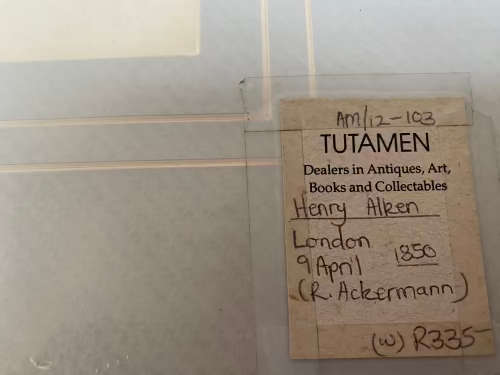 AM/12-103
TUTAMEN
Dealers in Antiques, Art,
Books and Collectables
Henry Alken
London
9 April 1850
(R. Ackermann)
(W) R335-